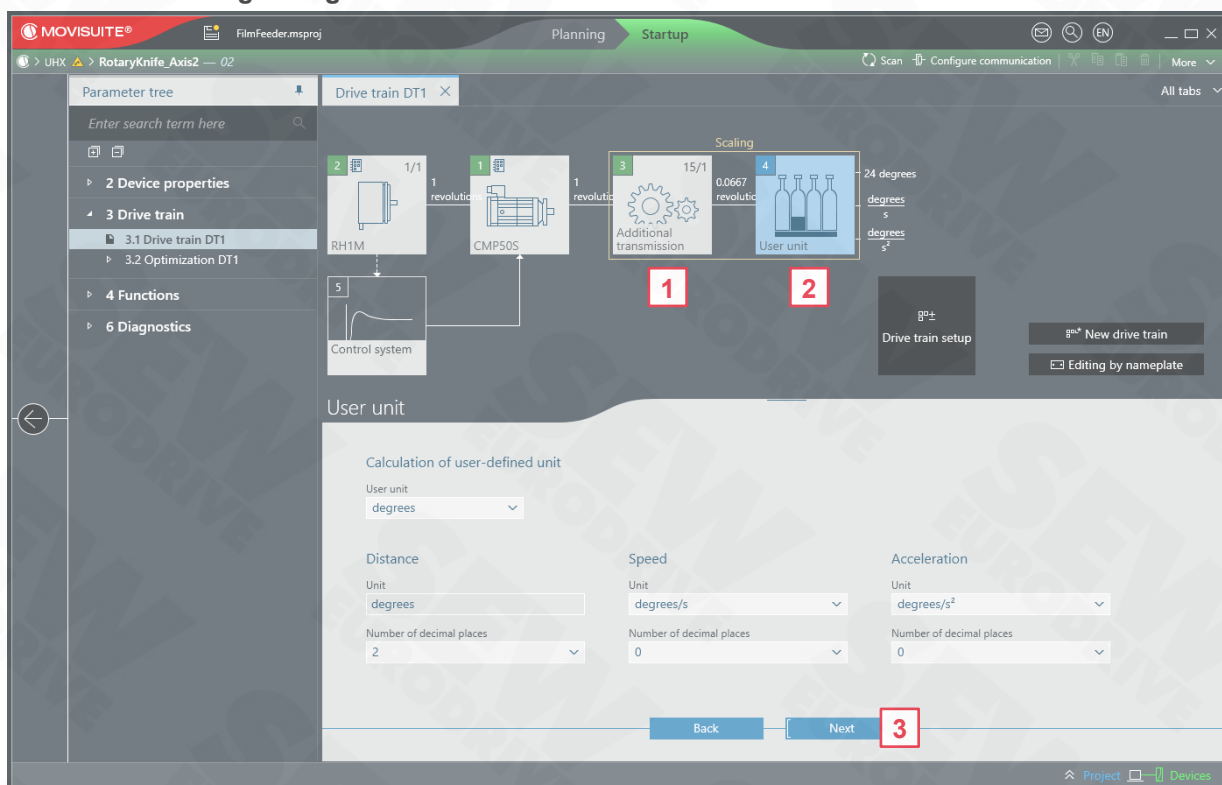 MOVISUITE®
FilmFeeder.msproj
Planning
Startup
EN
> UHX > RotaryKnife_Axis2 — 02
Scan
Configure communication
More
Parameter tree
Drive train DT1
All tabs
Enter search term here
2 Device properties
3 Drive train
3.1 Drive train DT1
3.2 Optimization DT1
4 Functions
6 Diagnostics
Scaling
2 1/1
RH1M
1
revolutions
1
CMP50S
1
revolutic
3 15/1
Additional
transmission
0.0667
revolutic
4
User unit
24 degrees
degrees
s
degrees
s²
1
2
5
Control system
Drive train setup
New drive train
Editing by nameplate
User unit
Calculation of user-defined unit
User unit
degrees
Distance
Speed
Acceleration
Unit
Unit
Unit
degrees
degrees/s
degrees/s²
Number of decimal places
Number of decimal places
Number of decimal places
2
0
0
Back
Next
3
Project
Devices
SEW
EURODRIVE